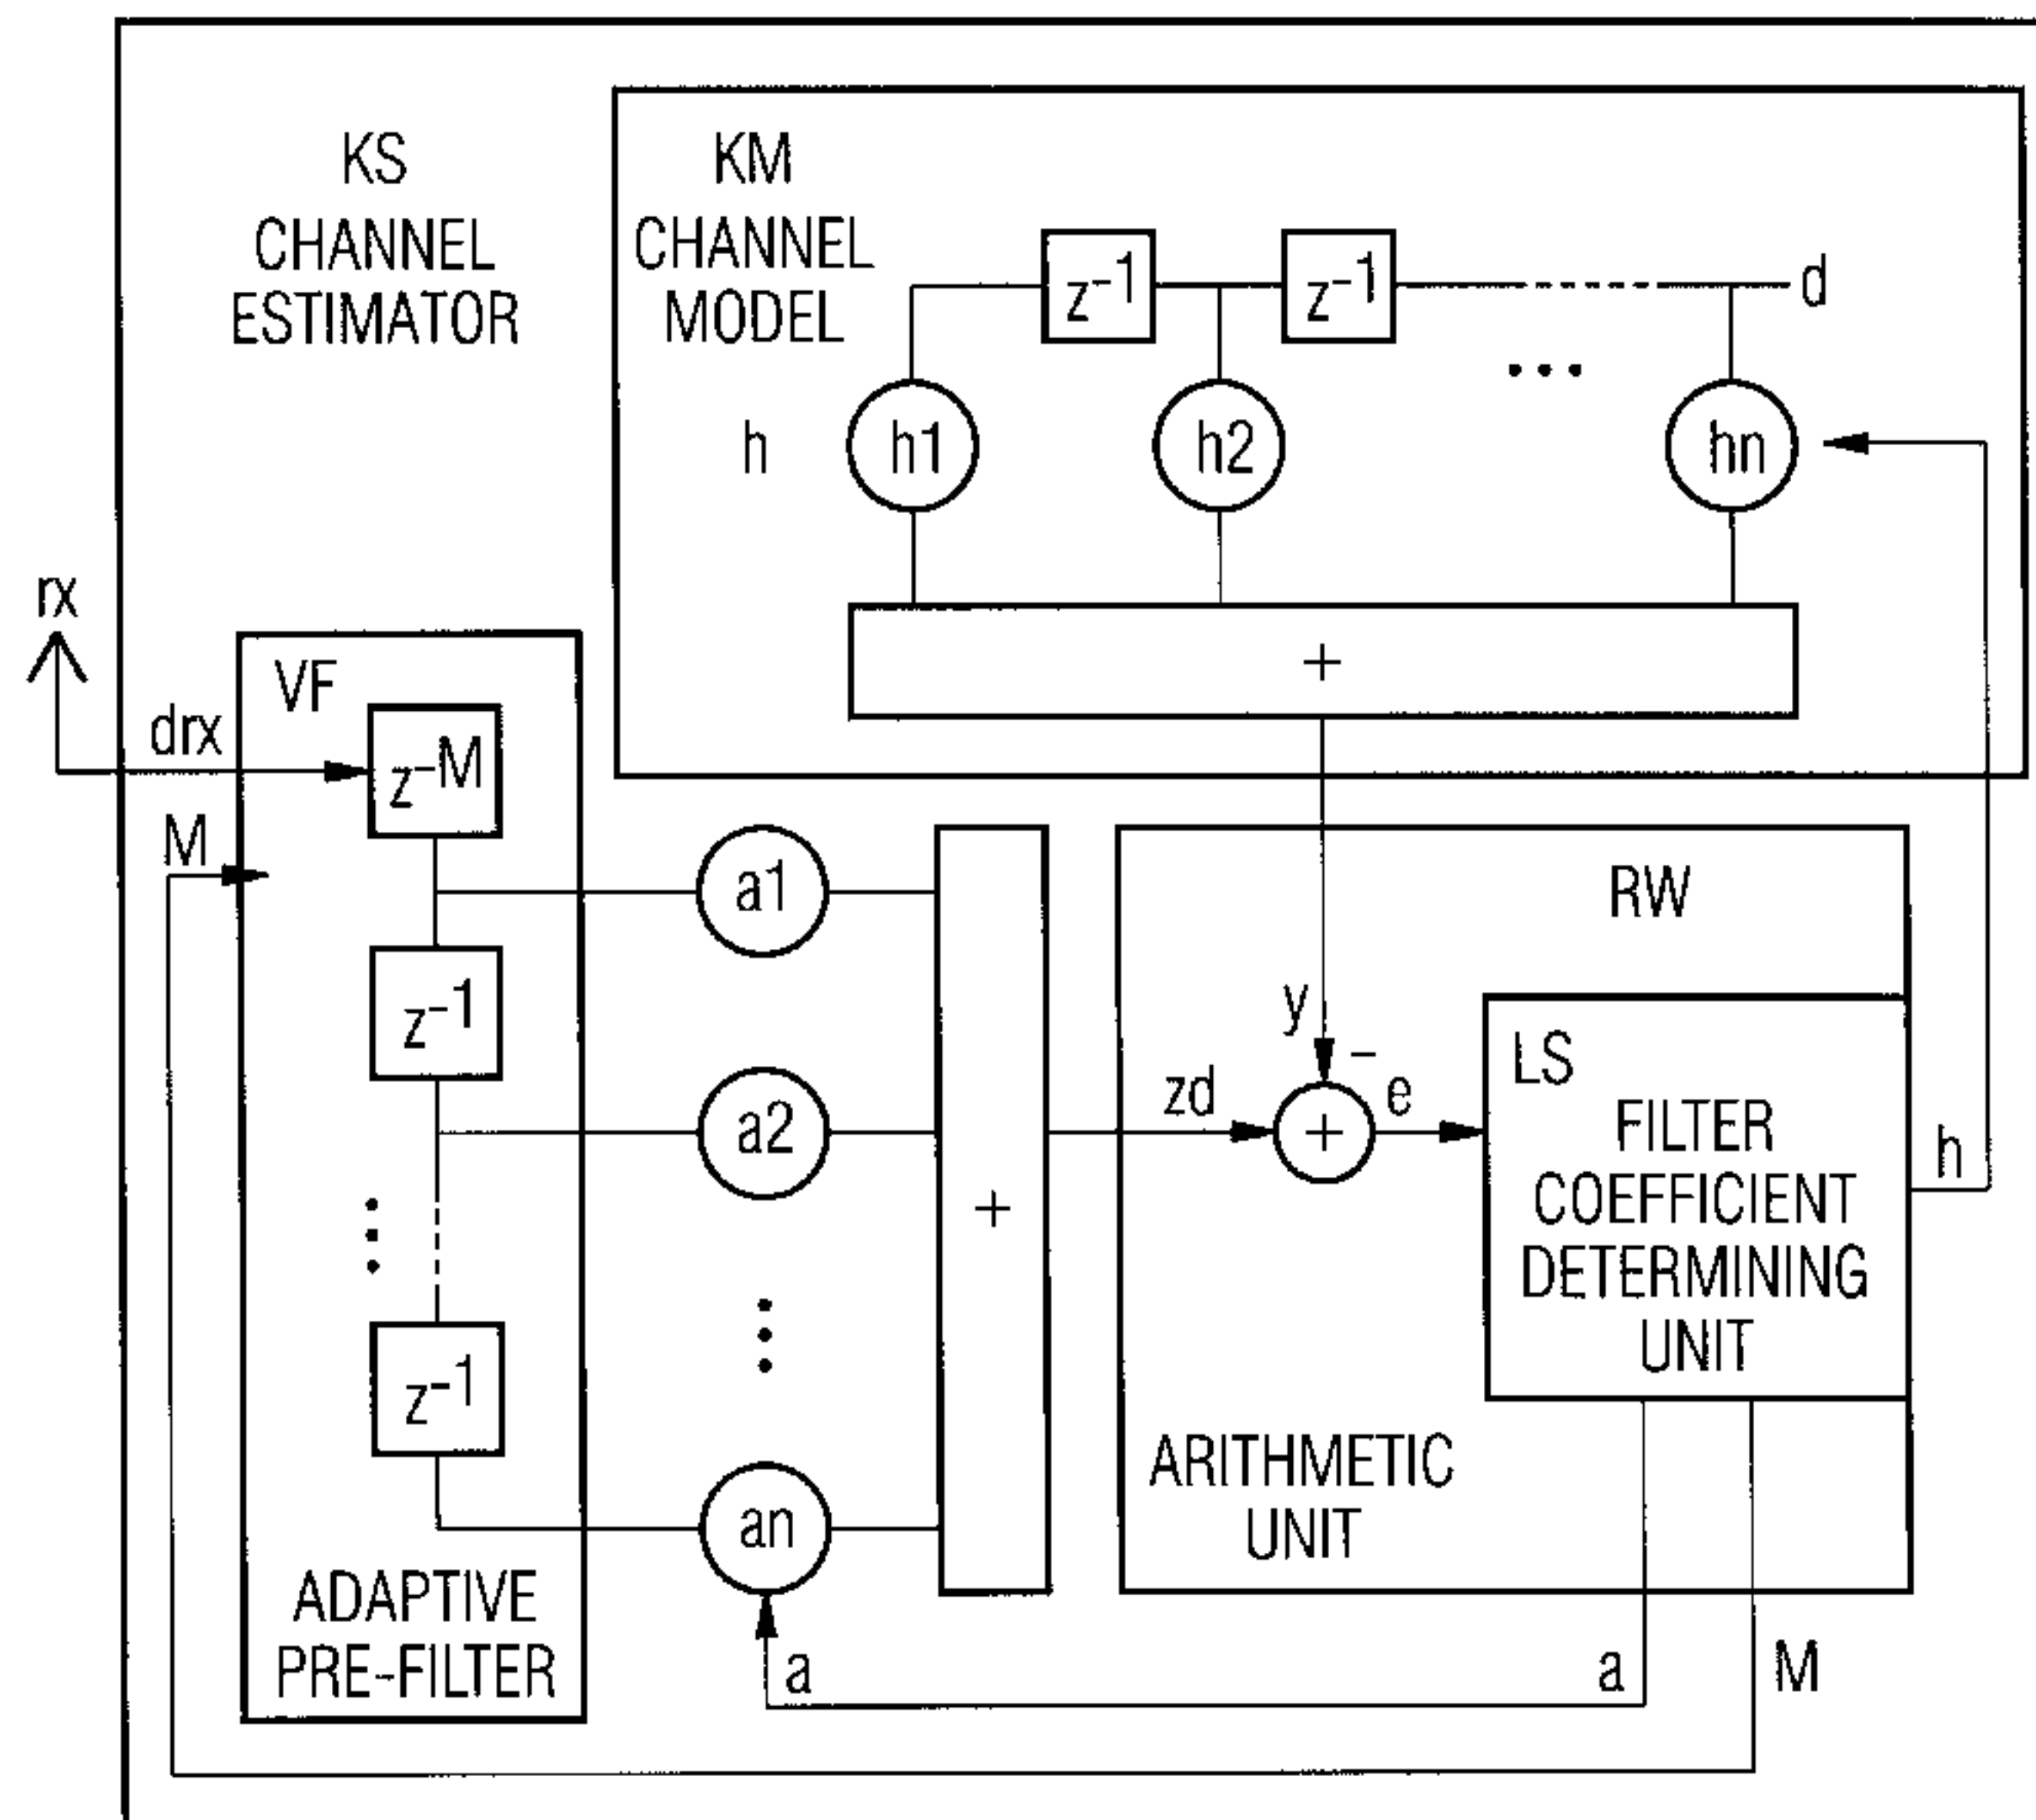 KS
CHANNEL
ESTIMATOR
KM
CHANNEL
MODEL
z-1
z-1
d
h
h1
h2
...
hn
+
rx
drx
VF
z-M
M
z-1
z-1
ADAPTIVE
PRE-FILTER
a1
a2
an
a
+
RW
y
-
zd
+
e
LS
FILTER
COEFFICIENT
DETERMINING
UNIT
h
ARITHMETIC
UNIT
a
M